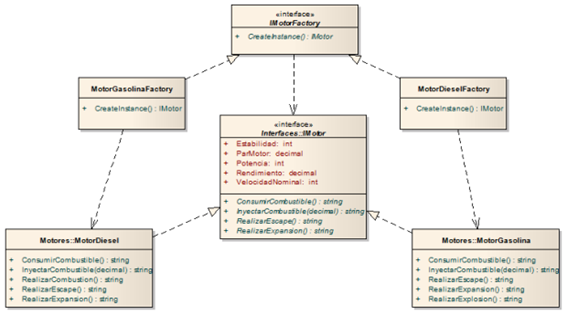 «interface»
IMotorFactory
+ CreateInstance() : IMotor
MotorGasolinaFactory
+ CreateInstance() : IMotor
MotorDieselFactory
+ CreateInstance() : IMotor
«interface»
Interfaces::IMotor
+ Estabilidad: int
+ ParMotor: decimal
+ Potencia: int
+ Rendimiento: decimal
+ VelocidadNominal: int
+ ConsumirCombustible() : string
+ InyectarCombustible(decimal) : string
+ RealizarEscape() : string
+ RealizarExpansion() : string
Motores::MotorDiesel
+ ConsumirCombustible() : string
+ InyectarCombustible(decimal) : string
+ RealizarCombustion() : string
+ RealizarEscape() : string
+ RealizarExpansion() : string
Motores::MotorGasolina
+ ConsumirCombustible() : string
+ InyectarCombustible(decimal) : string
+ RealizarEscape() : string
+ RealizarExpansion() : string
+ RealizarExplosion() : string